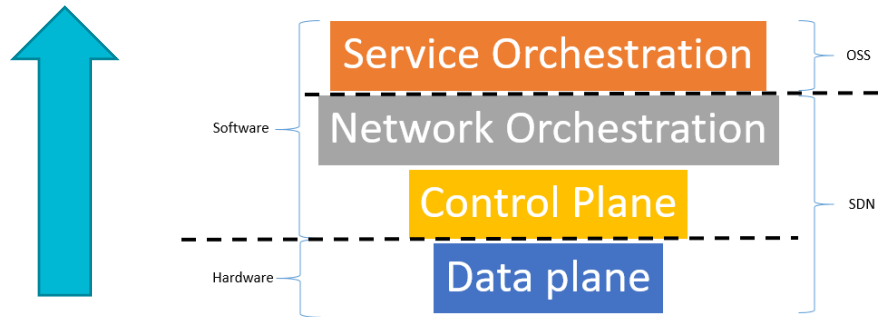 Service Orchestration
OSS
Software
Network Orchestration
Control Plane
SDN
Hardware
Data plane